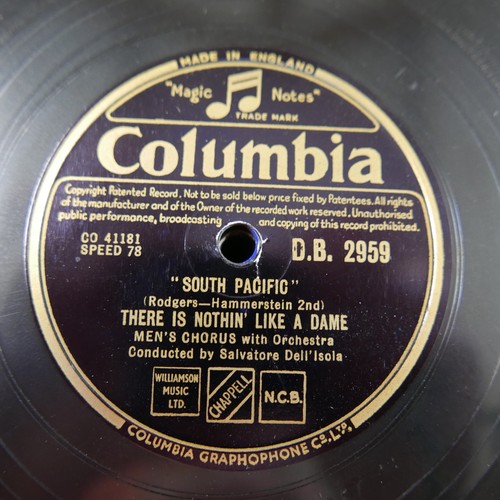 MADE IN ENGLAND
"Magic Notes"
TRADE MARK
Columbia
Copyright Patented Record. Not to be sold below price fixed by Patentees. All rights
of the manufacturer and of the Owner of the recorded work reserved. Unauthorised
public performance, broadcasting and copying of this record prohibited.
CO 41181
SPEED 78
D.B. 2959
"SOUTH PACIFIC"
(Rodgers—Hammerstein 2nd)
THERE IS NOTHIN' LIKE A DAME
MEN'S CHORUS with Orchestra
Conducted by Salvatore Dell'Isola
WILLIAMSON
MUSIC
LTD.
CHAPPELL
N.C.B.
COLUMBIA GRAPHOPHONE Co. LTD.